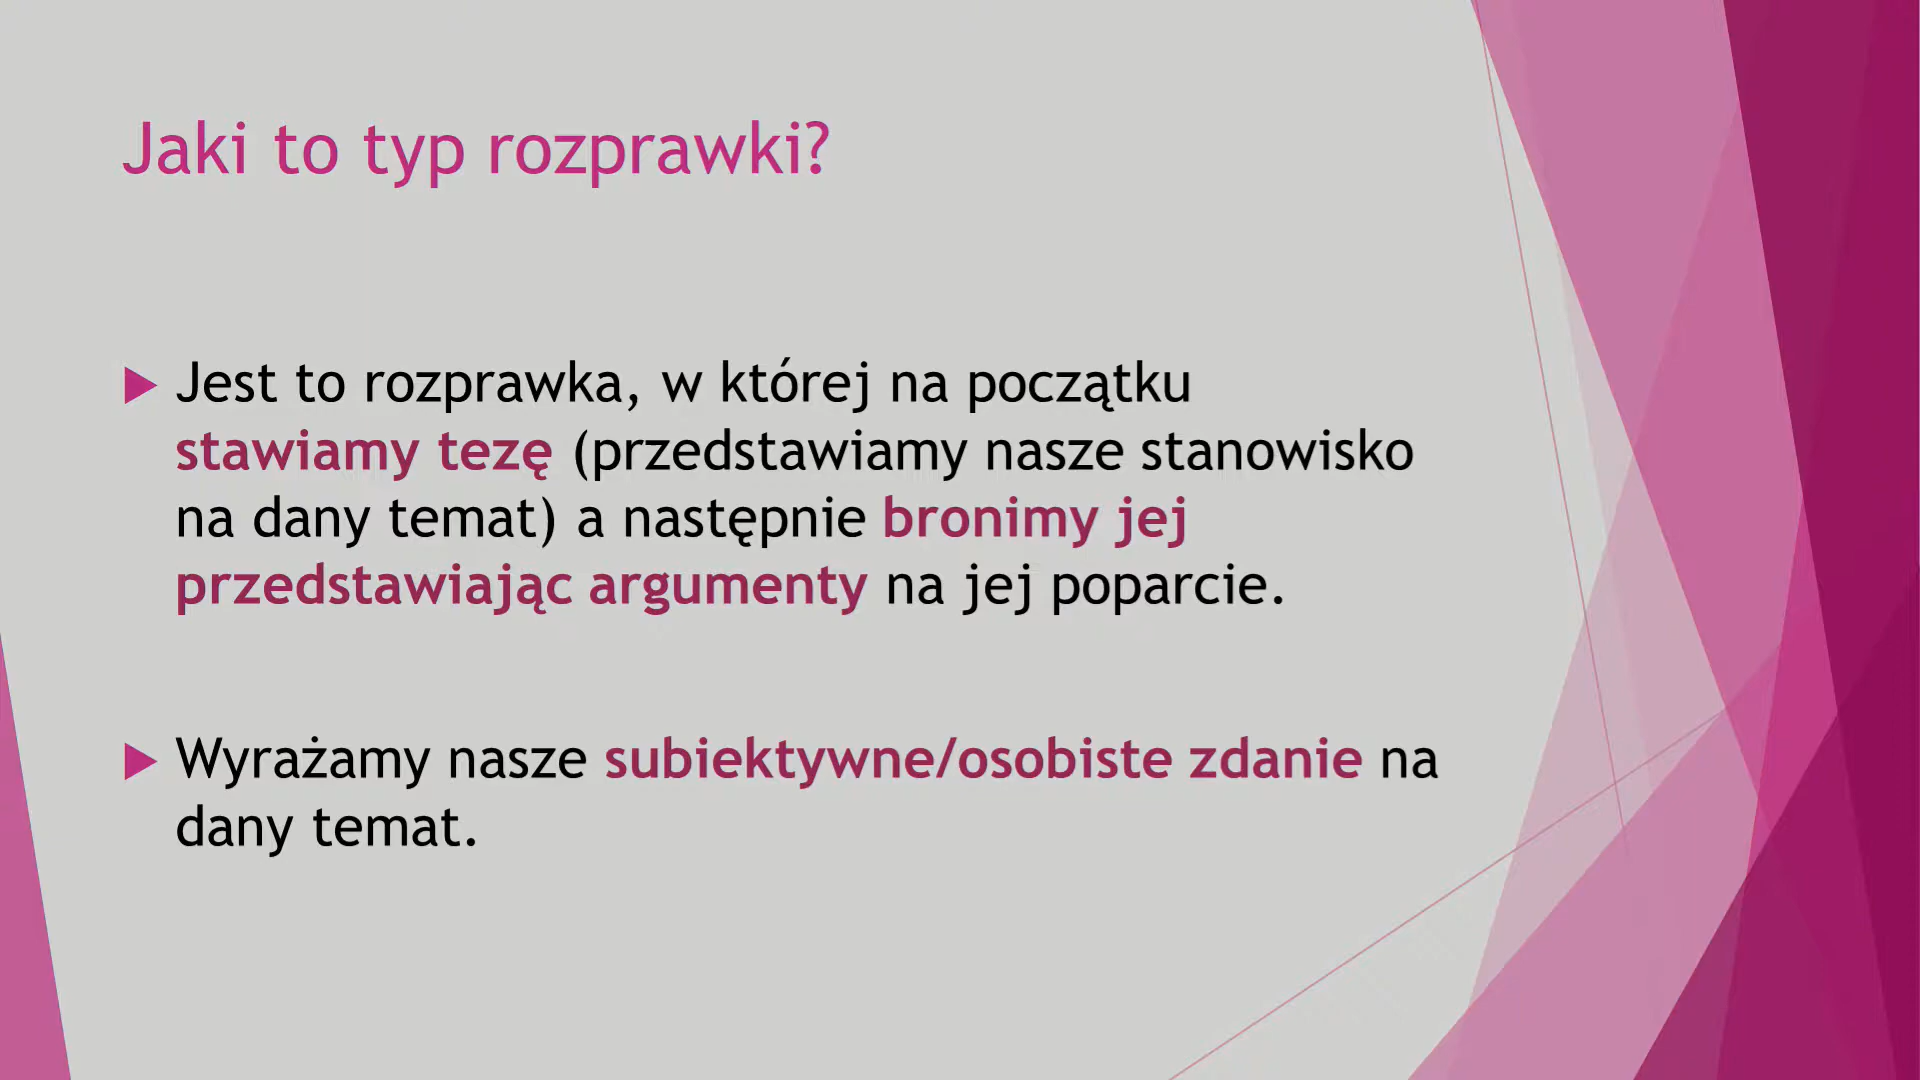 Jaki to typ rozprawki?
Jest to rozprawka, w której na początku
stawiamy tezę (przedstawiamy nasze stanowisko
na dany temat) a następnie bronimy jej
przedstawiając argumenty na jej poparcie.
Wyrażamy nasze subiektywne/osobiste zdanie na
dany temat.